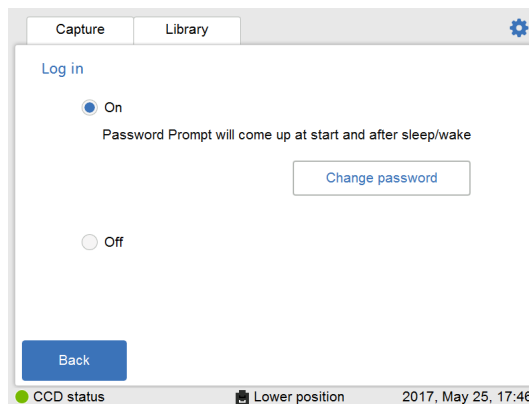 Capture Library
Log in
On
Password Prompt will come up at start and after sleep/wake
Change password
Off
Back
CCD status Lower position 2017, May 25, 17:46